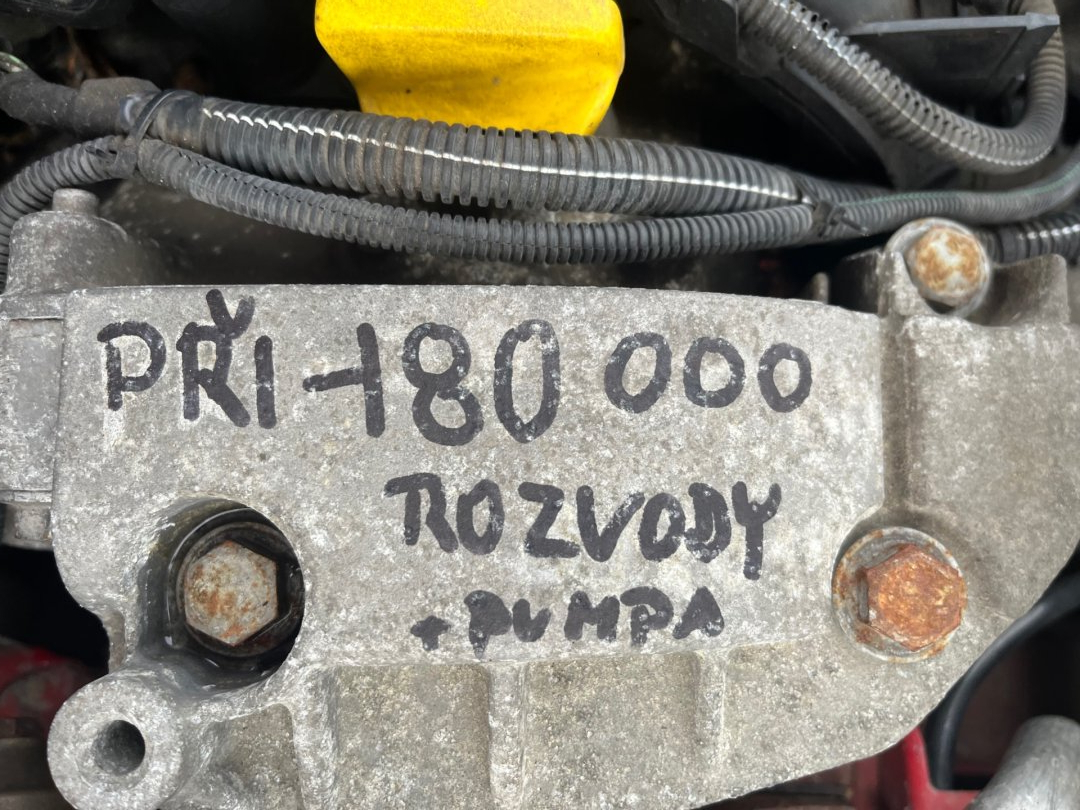 PŘI 180 000
ROZVODY
+ PUMPA